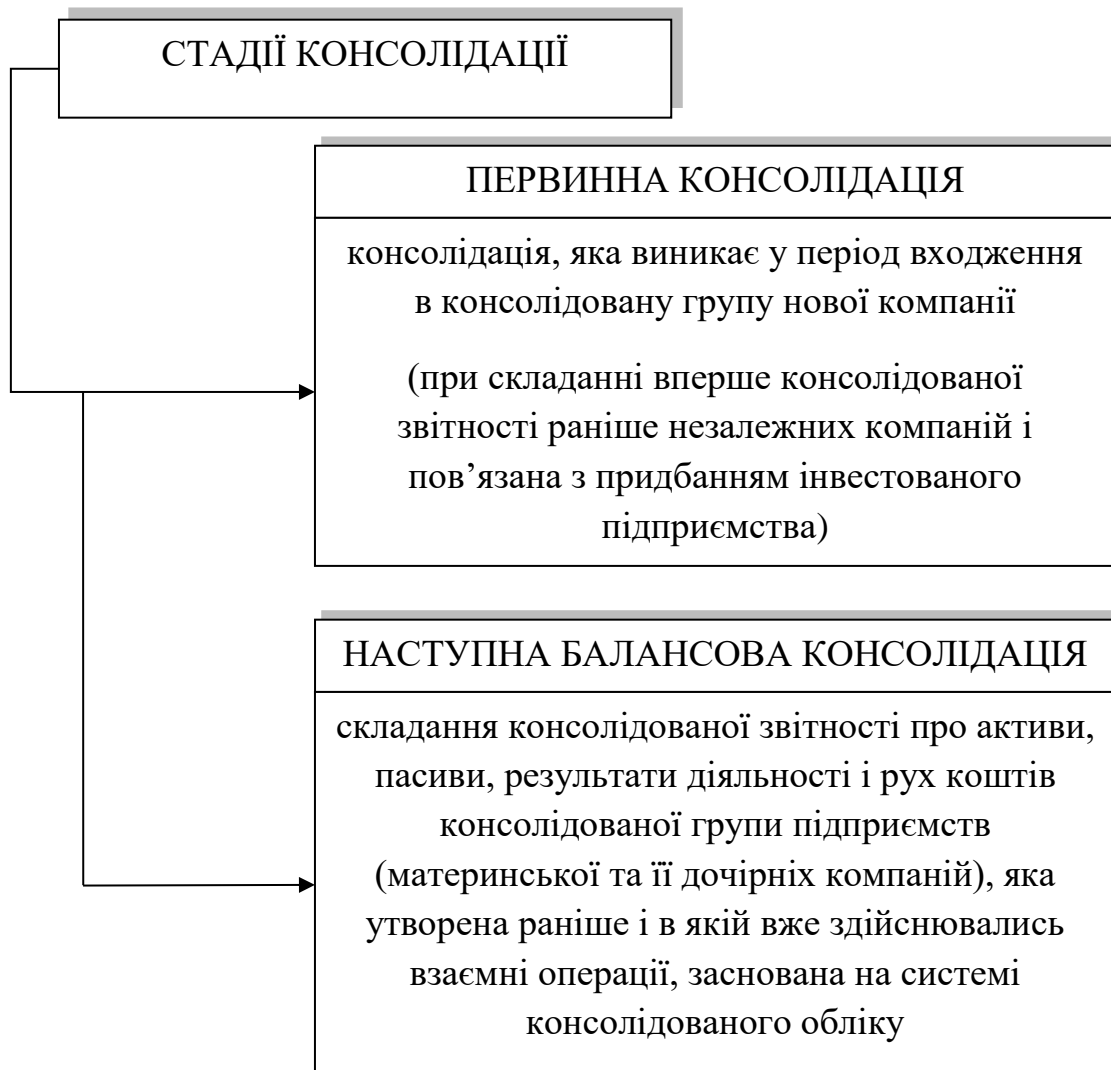 СТАДІЇ КОНСОЛІДАЦІЇ
ПЕРВИННА КОНСОЛІДАЦІЯ
консолідація, яка виникає у період входження
в консолідовану групу нової компанії
(при складанні вперше консолідованої
звітності раніше незалежних компаній і
пов’язана з придбанням інвестованого
підприємства)
НАСТУПНА БАЛАНСОВА КОНСОЛІДАЦІЯ
складання консолідованої звітності про активи,
пасиви, результати діяльності і рух коштів
консолідованої групи підприємств
(материнської та її дочірніх компаній), яка
утворена раніше і в якій вже здійснювались
взаємні операції, заснована на системі
консолідованого обліку